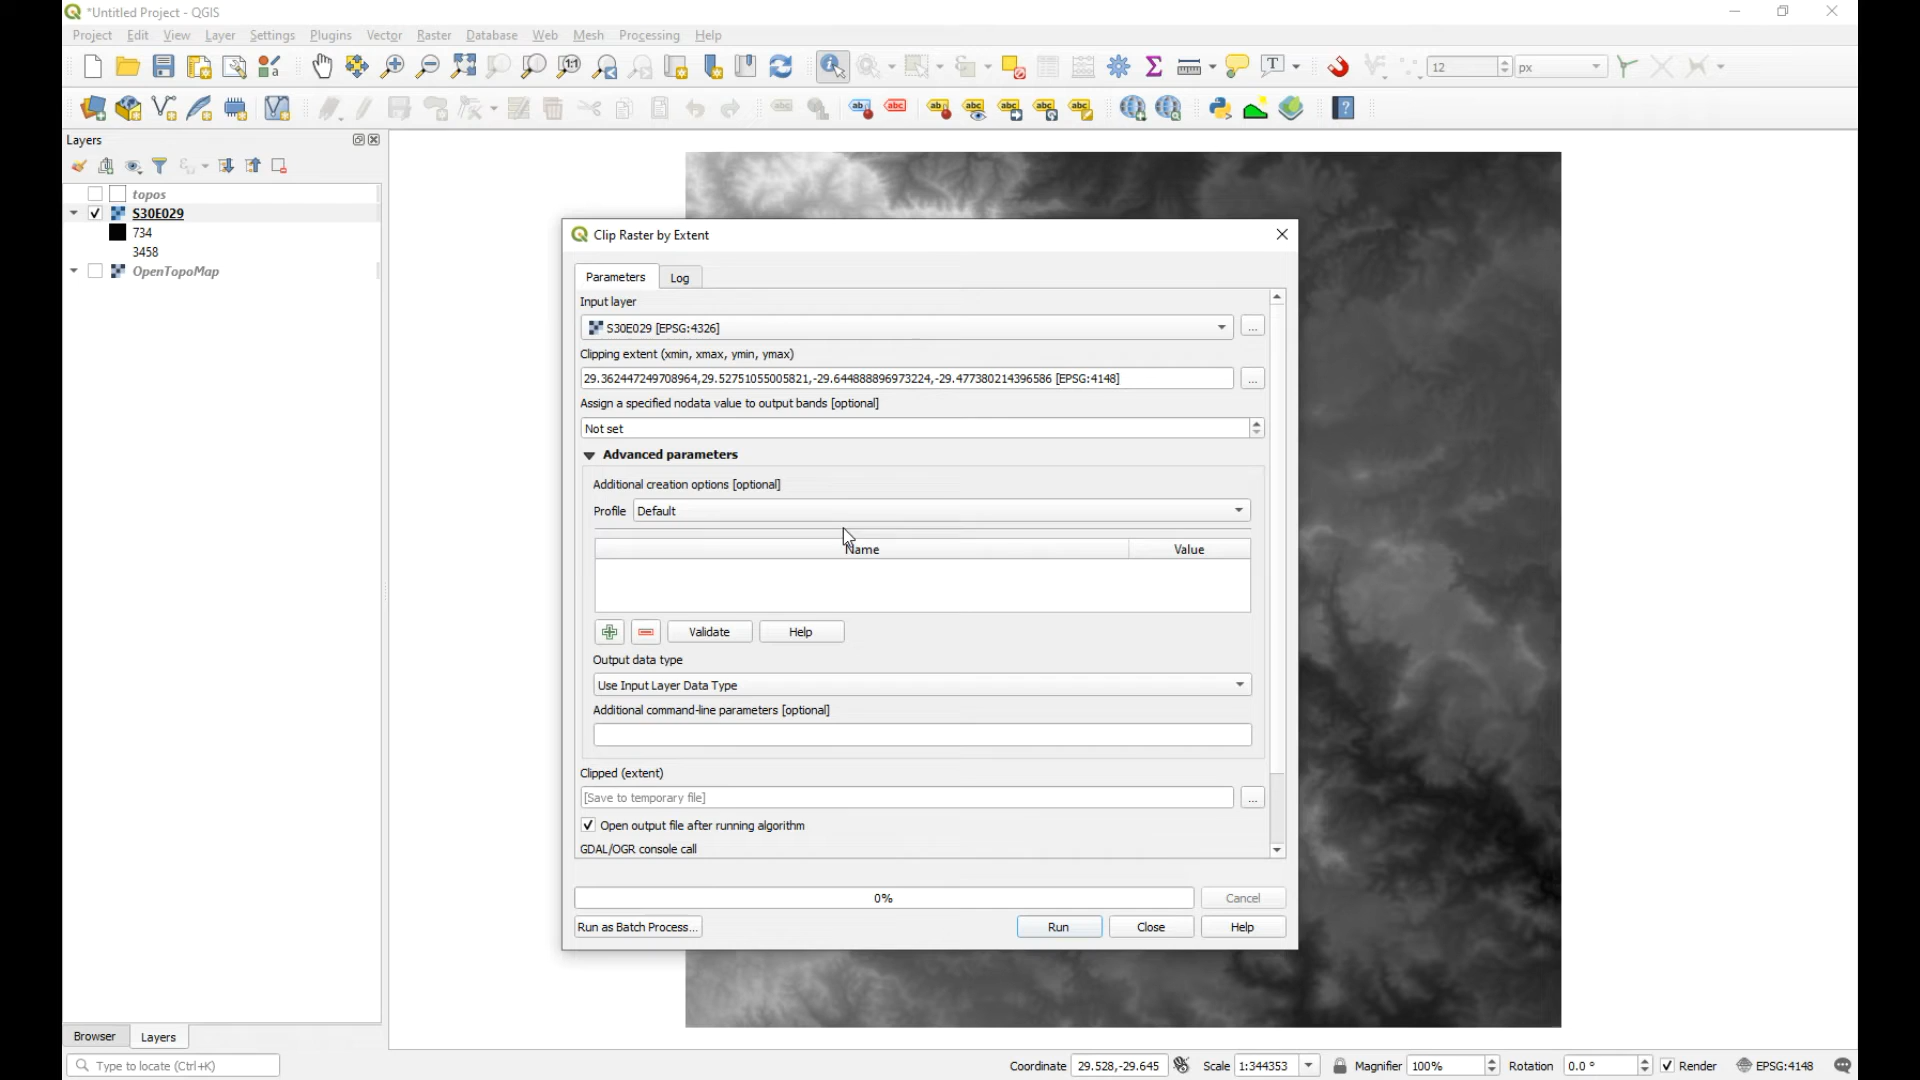 *Untitled Project - QGIS
Project Edit View Layer Settings Plugins Vector Raster Database Web Mesh Processing Help
12 px
Layers
topos
S30E029
734
3458
OpenTopoMap
Clip Raster by Extent
Parameters Log
Input layer
S30E029 [EPSG:4326]
Clipping extent (xmin, xmax, ymin, ymax)
29.362447249708964,29.52751055005821,-29.644888896973224,-29.477380214396586 [EPSG:4148]
Assign a specified nodata value to output bands [optional]
Not set
Advanced parameters
Additional creation options [optional]
Profile Default
Name Value
Validate Help
Output data type
Use Input Layer Data Type
Additional command-line parameters [optional]
Clipped (extent)
[Save to temporary file]
Open output file after running algorithm
GDAL/OGR console call
0% Cancel
Run as Batch Process... Run Close Help
Browser Layers
Type to locate (Ctrl+K) Coordinate 29.528,-29.645 Scale 1:344353 Magnifier 100% Rotation 0.0 ° Render EPSG:4148